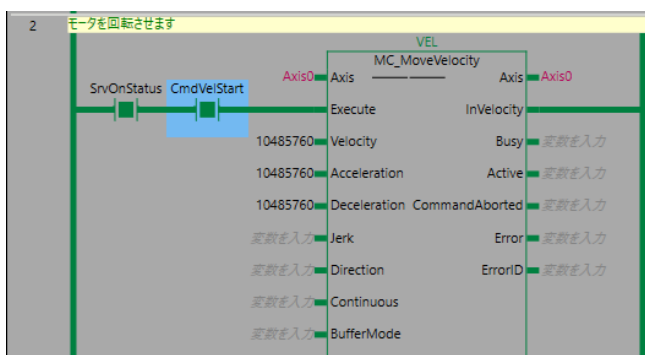 2 モータを回転させます
VEL
MC_MoveVelocity
Axis0 Axis Axis Axis0
SrvOnStatus CmdVelStart
Execute InVelocity
10485760 Velocity Busy 変数を入力
10485760 Acceleration Active 変数を入力
10485760 Deceleration CommandAborted 変数を入力
変数を入力 Jerk Error 変数を入力
変数を入力 Direction ErrorID 変数を入力
変数を入力 Continuous
変数を入力 BufferMode